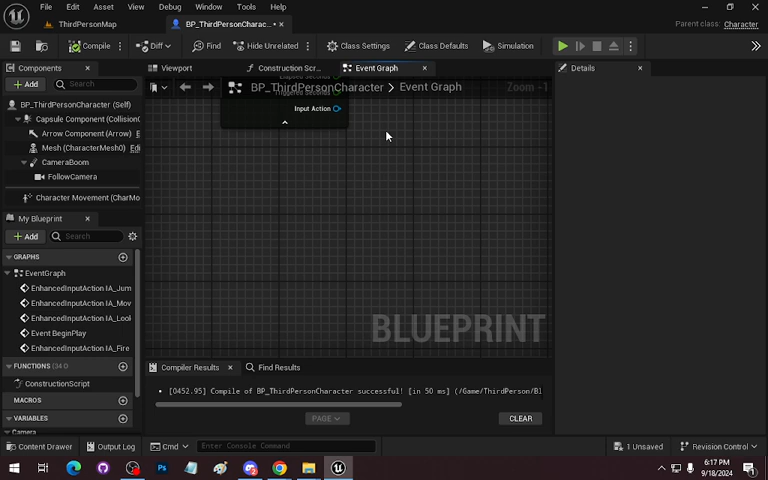 File Edit Asset View Debug Window Tools Help
ThirdPersonMap
BP_ThirdPersonCharac... •
Parent class: Character
Compile
Diff
Find
Hide Unrelated
Class Settings
Class Defaults
Simulation
Components
Viewport
Construction Scr...
Event Graph
Details
Add
Search
BP_ThirdPersonCharacter > Event Graph
Zoom -1
Input Action
BP_ThirdPersonCharacter (Self)
Capsule Component (Collision
Arrow Component (Arrow)
Mesh (CharacterMesh0) Edi
CameraBoom
FollowCamera
Character Movement (CharMo
My Blueprint
Add
Search
GRAPHS
EventGraph
EnhancedInputAction IA_Jum
EnhancedInputAction IA_Mov
EnhancedInputAction IA_Look
Event BeginPlay
EnhancedInputAction IA_Fire
BLUEPRINT
FUNCTIONS (34 O
ConstructionScript
MACROS
VARIABLES
Camera
Compiler Results
Find Results
[0452.95] Compile of BP_ThirdPersonCharacter successful! [in 50 ms] (/Game/ThirdPerson/Bl
PAGE
CLEAR
Content Drawer
Output Log
Cmd
Enter Console Command
1 Unsaved
Revision Control
6:17 PM
9/18/2024